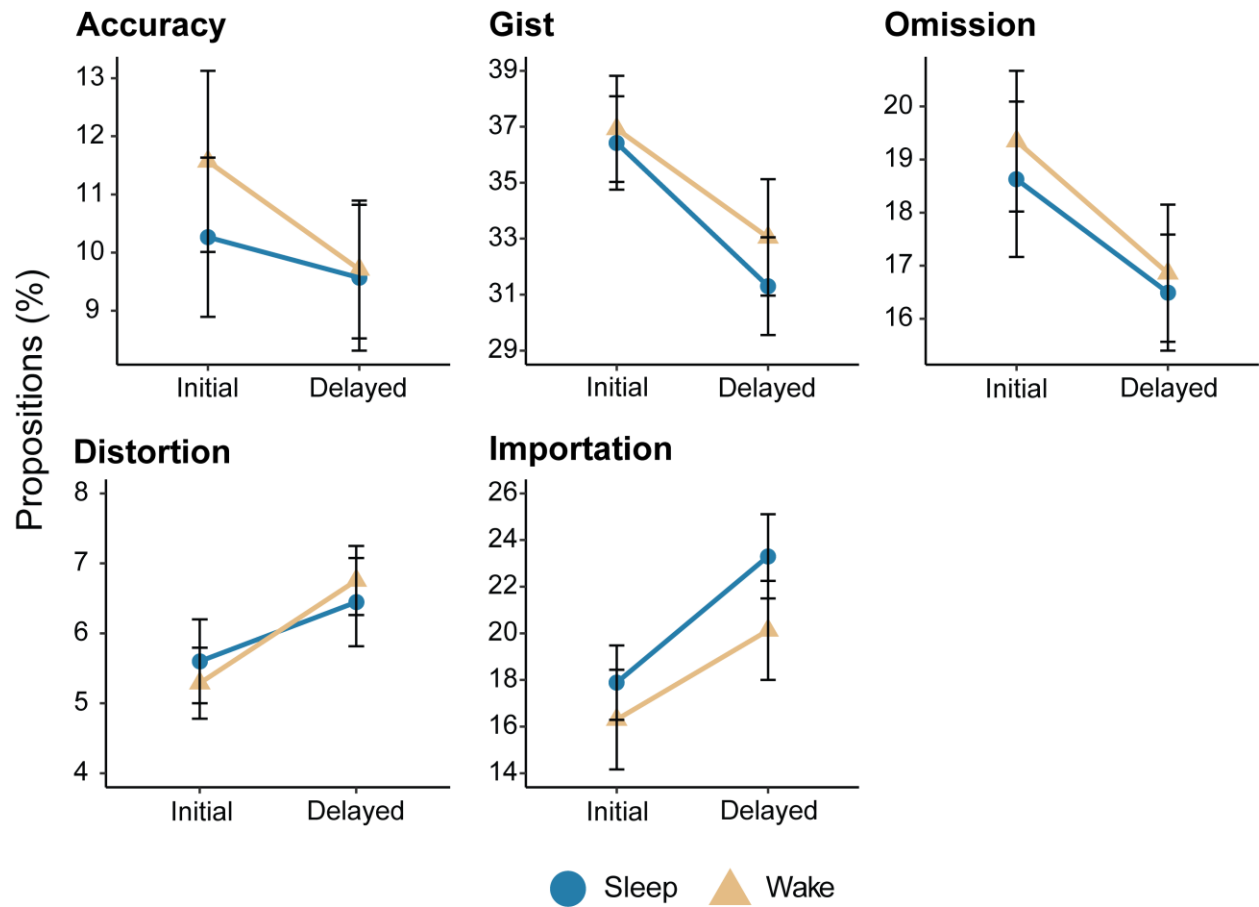 Accuracy
13
12
11
10
9
Initial Delayed
Gist
39
37
35
33
31
29
Initial Delayed
Omission
20
19
18
17
16
Initial Delayed
Propositions (%)
Distortion
8
7
6
5
4
Initial Delayed
Importation
26
24
22
20
18
16
14
Initial Delayed
Sleep Wake